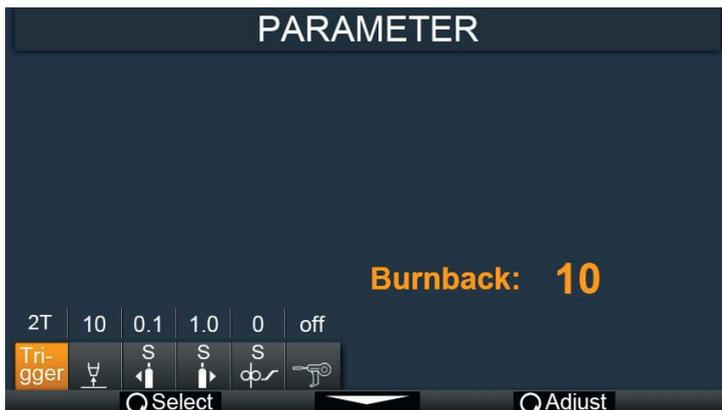 PARAMETER
Burnback: 10
2T 10 0.1 1.0 0 off
Tri-
gger
S S S
Select Adjust